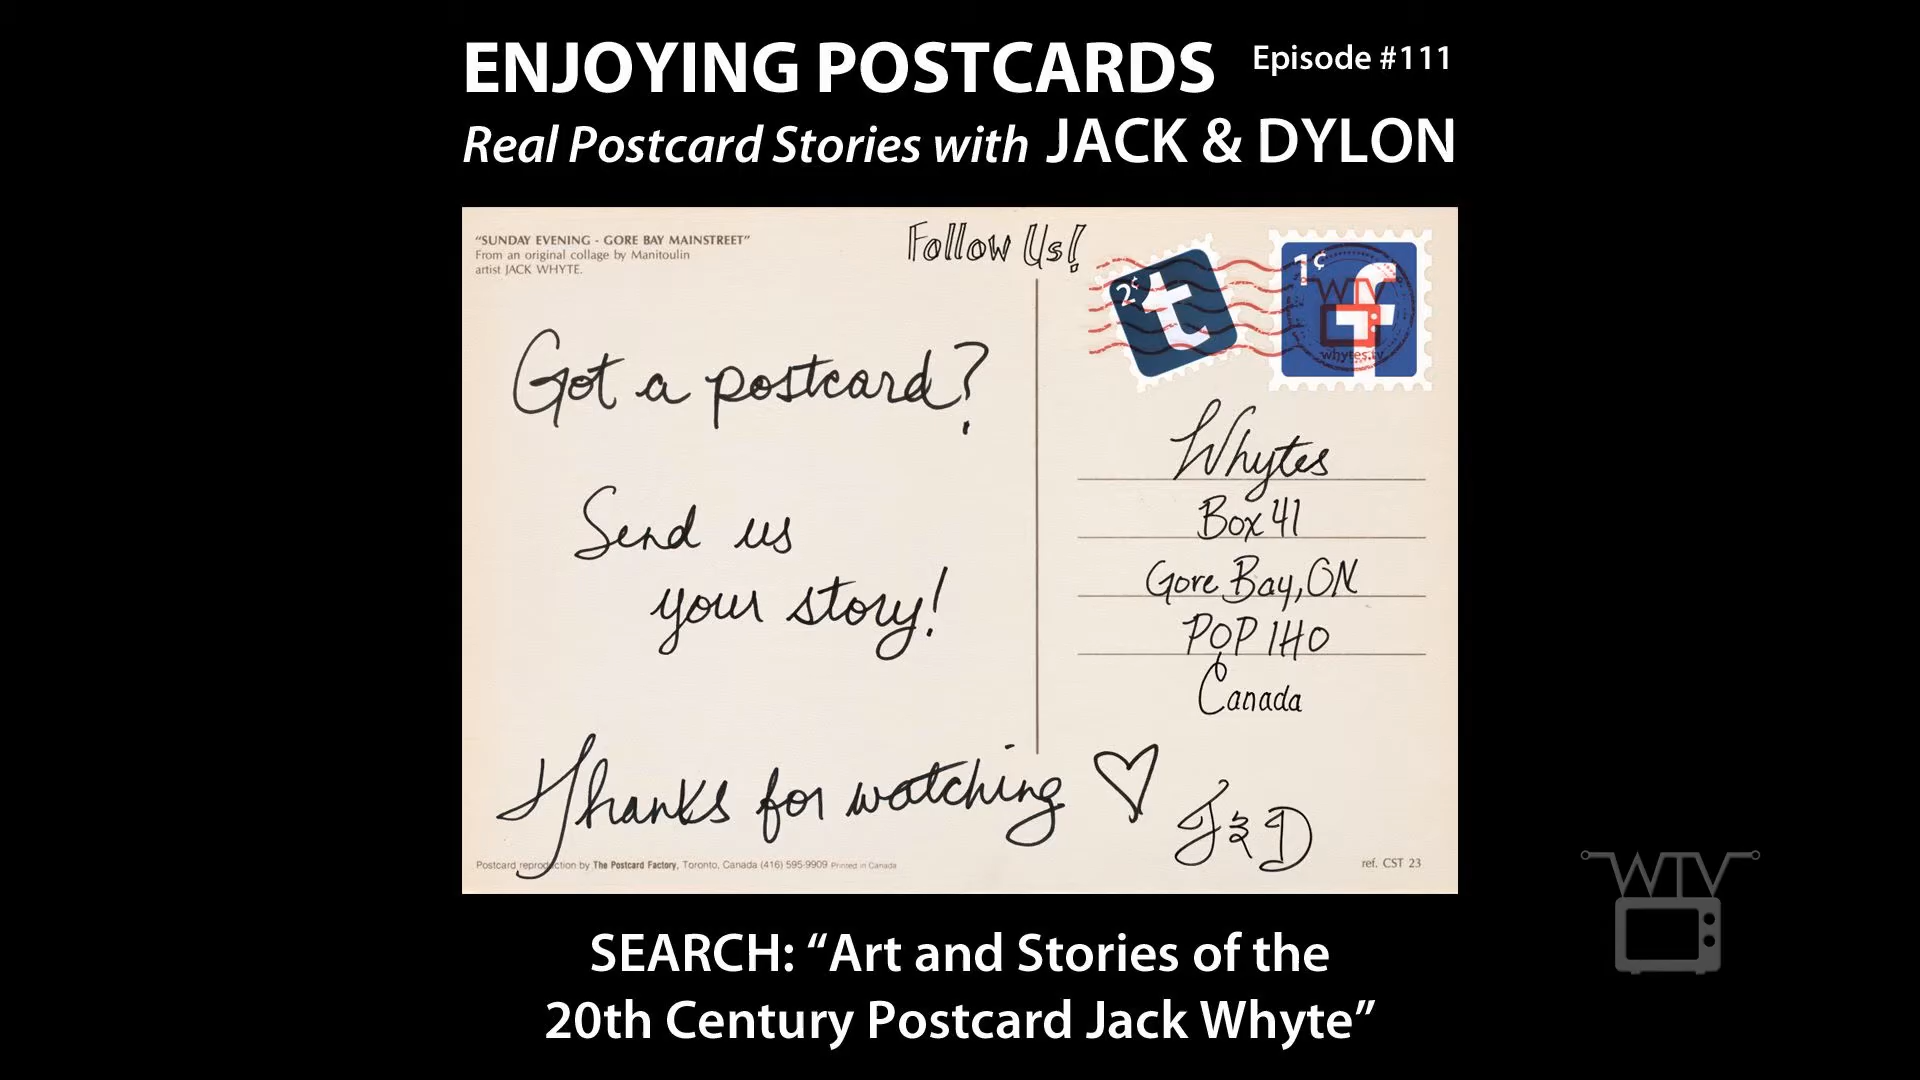 ENJOYING POSTCARDS Episode #111
Real Postcard Stories with JACK & DYLON
"SUNDAY EVENING - GORE BAY MAINSTREET"
From an original collage by Manitoulin
artist JACK WHYTE.
Follow Us!
2¢ t
1¢ f
WTV
whytes.tv
Got a postcard?
Send us
your story!
Thanks for watching
J & D
Whytes
Box 41
Gore Bay, ON
P0P 1H0
Canada
Postcard reproduction by The Postcard Factory, Toronto, Canada (416) 595-9909 Printed in Canada
ref. CST 23
WTV
SEARCH: “Art and Stories of the
20th Century Postcard Jack Whyte”